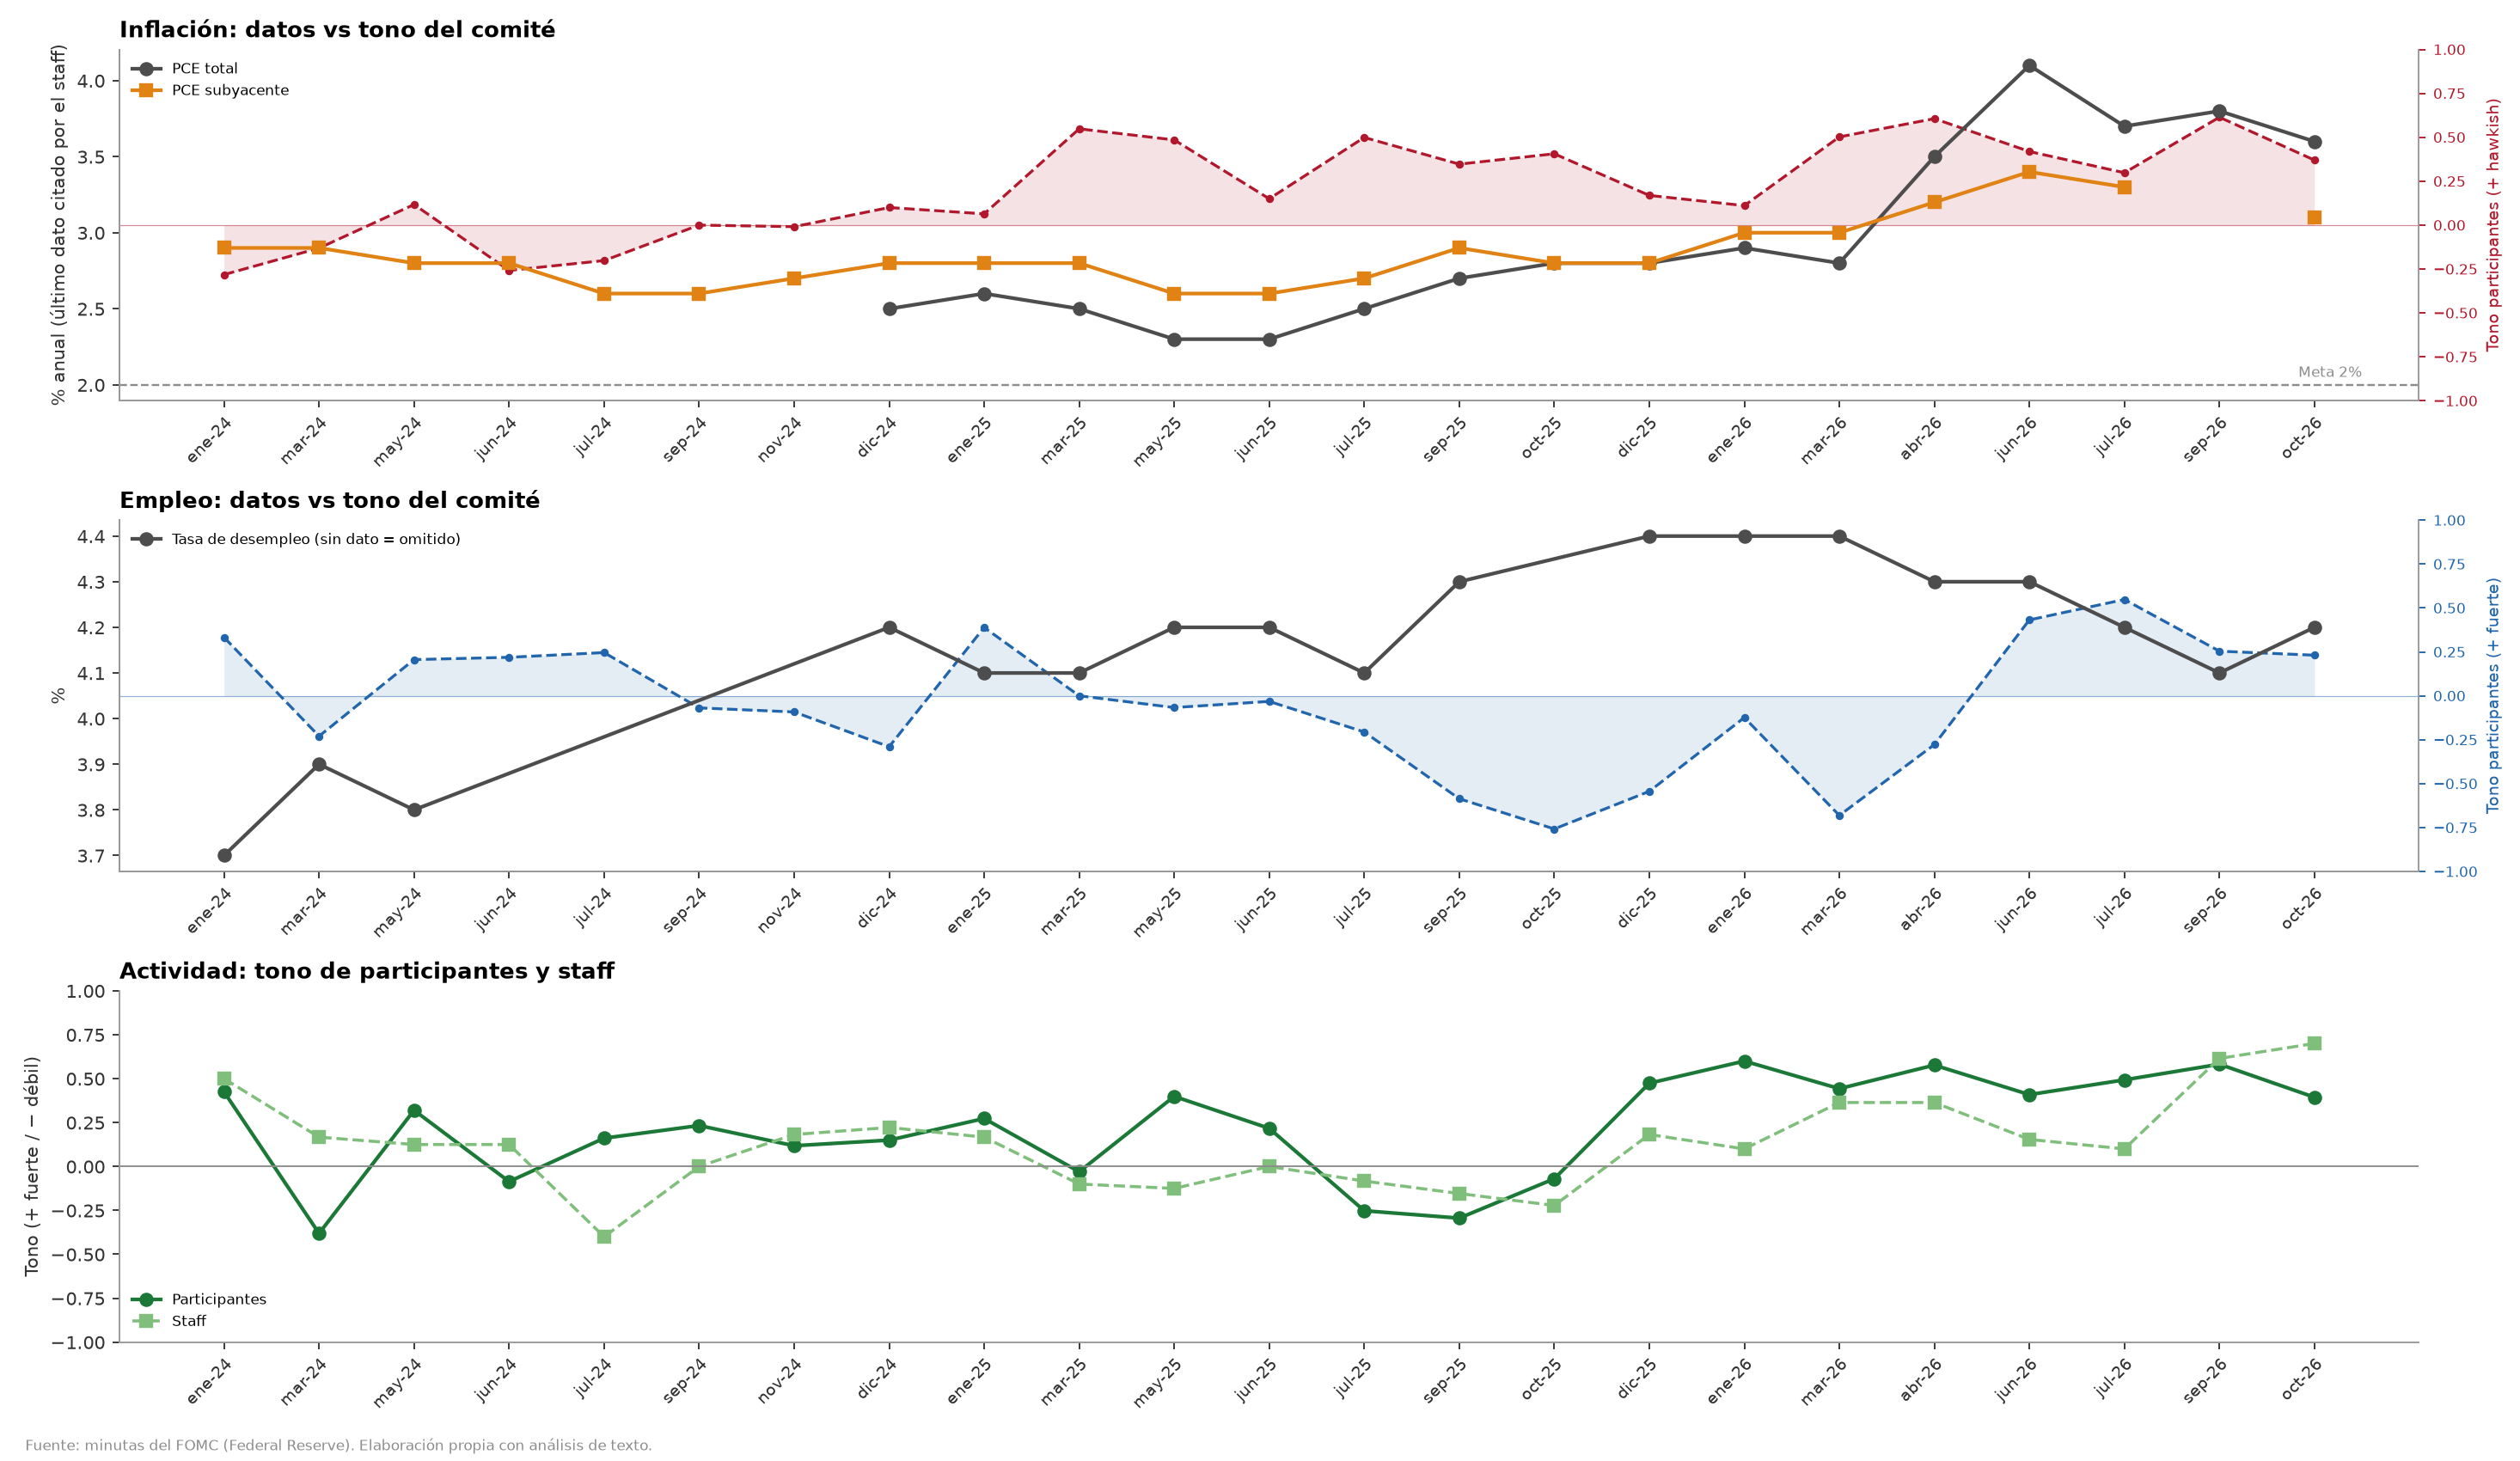 Inflación: datos vs tono del comité
% anual (último dato citado por el staff)
PCE total
PCE subyacente
4.0
3.5
3.0
2.5
2.0
1.00
0.75
0.50
0.25
0.00
−0.25
−0.50
−0.75
−1.00
Tono participantes (+ hawkish)
Meta 2%
ene-24 mar-24 may-24 jun-24 jul-24 sep-24 nov-24 dic-24 ene-25 mar-25 may-25 jun-25 jul-25 sep-25 oct-25 dic-25 ene-26 mar-26 abr-26 jun-26 jul-26 sep-26 oct-26
Empleo: datos vs tono del comité
%
Tasa de desempleo (sin dato = omitido)
4.4
4.3
4.2
4.1
4.0
3.9
3.8
3.7
1.00
0.75
0.50
0.25
0.00
−0.25
−0.50
−0.75
−1.00
Tono participantes (+ fuerte)
ene-24 mar-24 may-24 jun-24 jul-24 sep-24 nov-24 dic-24 ene-25 mar-25 may-25 jun-25 jul-25 sep-25 oct-25 dic-25 ene-26 mar-26 abr-26 jun-26 jul-26 sep-26 oct-26
Actividad: tono de participantes y staff
Tono (+ fuerte / − débil)
1.00
0.75
0.50
0.25
0.00
−0.25
−0.50
−0.75
−1.00
Participantes
Staff
ene-24 mar-24 may-24 jun-24 jul-24 sep-24 nov-24 dic-24 ene-25 mar-25 may-25 jun-25 jul-25 sep-25 oct-25 dic-25 ene-26 mar-26 abr-26 jun-26 jul-26 sep-26 oct-26
Fuente: minutas del FOMC (Federal Reserve). Elaboración propia con análisis de texto.